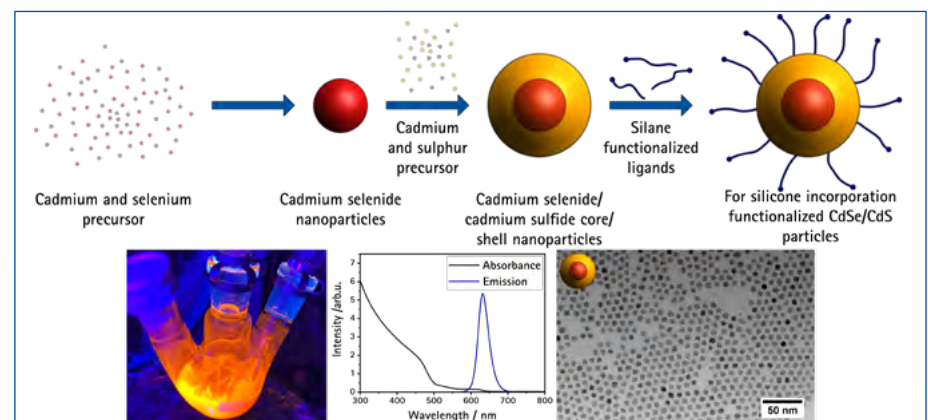 Cadmium and selenium
precursor
Cadmium selenide
nanoparticles
Cadmium
and sulphur
precursor
Cadmium selenide/
cadmium sulfide core/
shell nanoparticles
Silane
functionalized
ligands
For silicone incorporation
functionalized CdSe/CdS
particles
Intensity /arb.u.
7
6
5
4
3
2
1
0
Absorbance
Emission
300 400 500 600 700 800
Wavelength / nm
50 nm